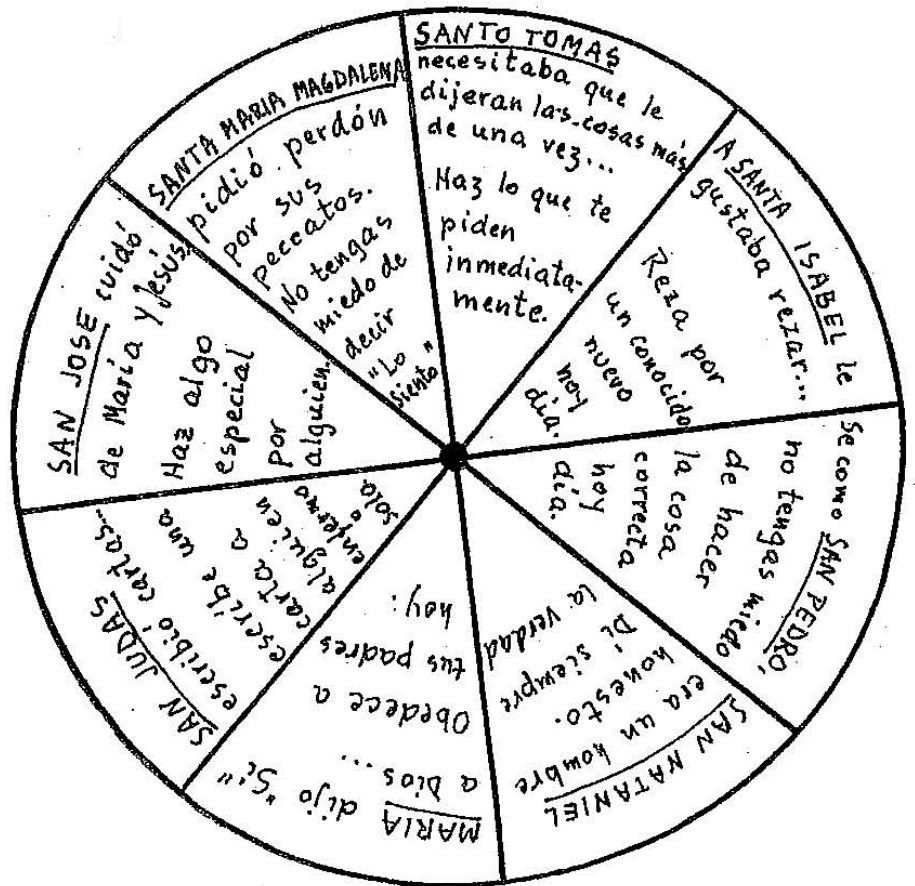 SANTO TOMAS
necesitaba que le
dijeran las cosas más
de una vez...
Haz lo que te
piden
inmediata-
mente.
A SANTA ISABEL le
gustaba rezar...
Reza por
un conocido
nuevo
hoy
dia.
Se como SAN PEDRO,
no tengas miedo
de hacer
la cosa
correcta
hoy
dia.
SAN NATANIEL
era un hombre
honesto.
Di siempre
la verdad
MARIA dijo "Si"
a Dios...
Obedece a
tus padres
hoy:
SAN JUDAS
escribió cartas...
escribe una
carta a
alguien
enfermo
o
solo
SAN JOSE cuidó
de María y Jesús,
Haz algo
especial
por
alguien.
SANTA MARIA MAGDALENA
pidió perdón
por sus
peccatos.
No tengas
miedo de
decir
"Lo
siento"